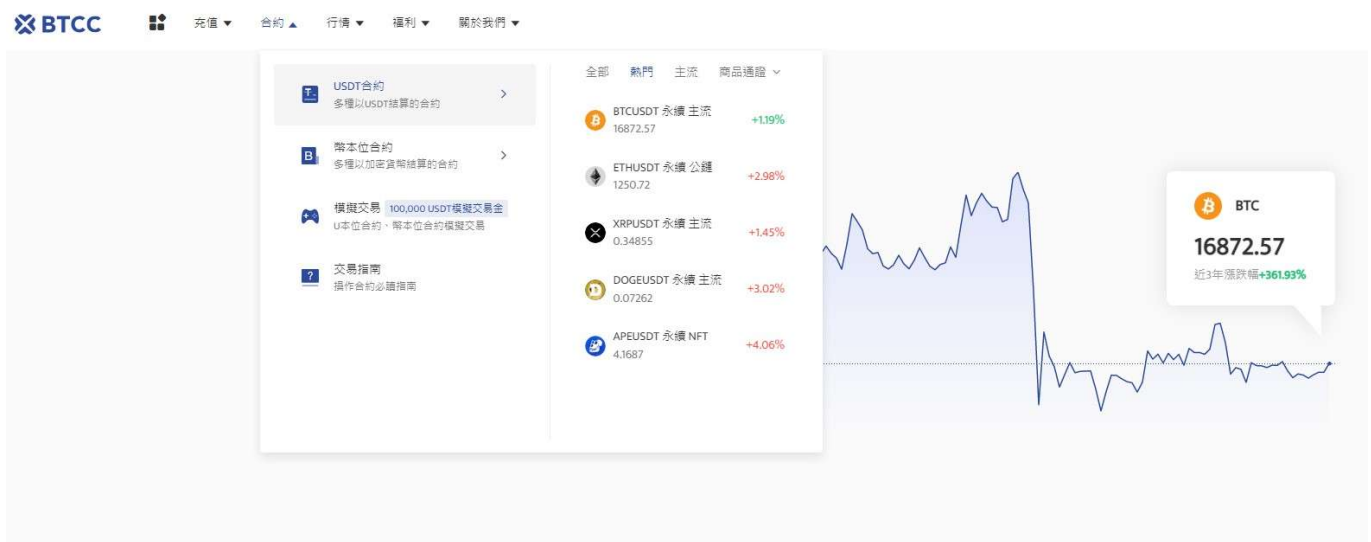 BTCC
充值 ▼ 合約 ▲ 行情 ▼ 福利 ▼ 關於我們 ▼
USDT合約
多種以USDT結算的合約
幣本位合約
多種以加密貨幣結算的合約
模擬交易 100,000 USDT模擬交易金
U本位合約、幣本位合約模擬交易
交易指南
操作合約必讀指南
全部 熱門 主流 商品通證
BTCUSDT 永續 主流
16872.57
+1.19%
ETHUSDT 永續 公鏈
1250.72
+2.98%
XRPUSDT 永續 主流
0.34855
+1.45%
DOGEUSDT 永續 主流
0.07262
+3.02%
APEUSDT 永續 NFT
4.1687
+4.06%
BTC
16872.57
近3年漲跌幅+361.93%